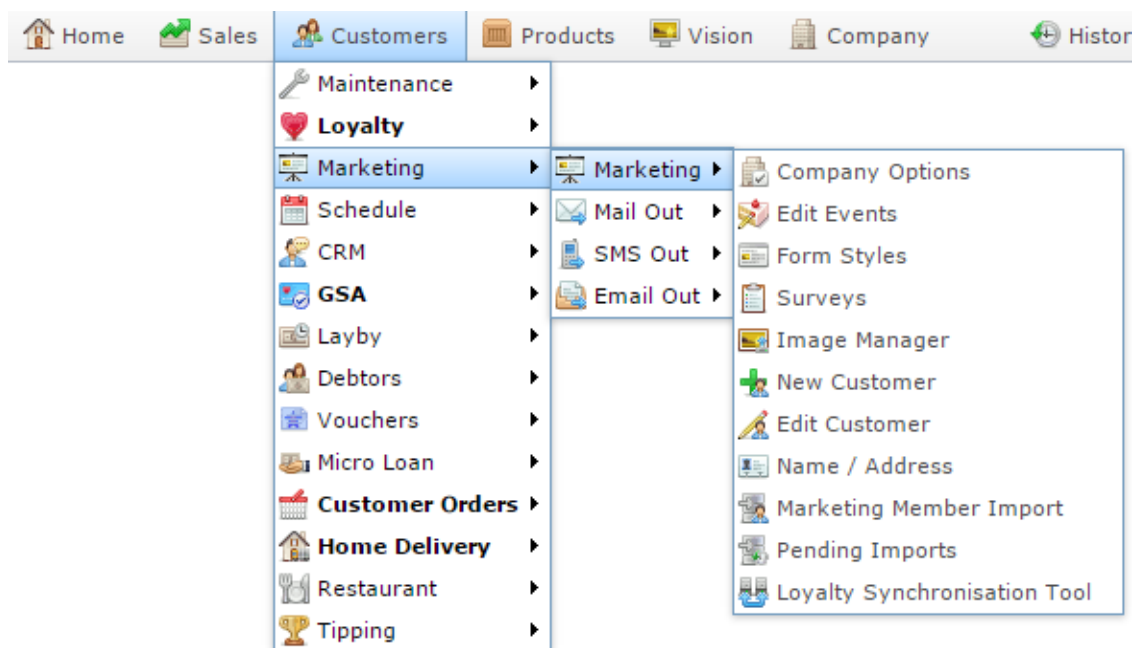 Home Sales Customers Products Vision Company Histor
Maintenance
Loyalty
Marketing
Schedule
CRM
GSA
Layby
Debtors
Vouchers
Micro Loan
Customer Orders
Home Delivery
Restaurant
Tipping
Marketing
Mail Out
SMS Out
Email Out
Company Options
Edit Events
Form Styles
Surveys
Image Manager
New Customer
Edit Customer
Name / Address
Marketing Member Import
Pending Imports
Loyalty Synchronisation Tool